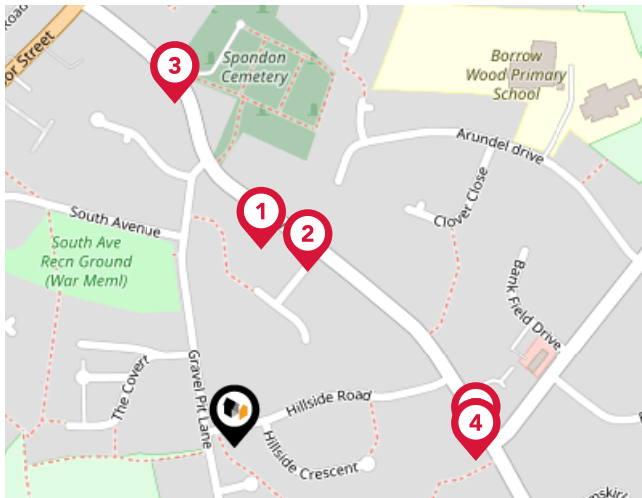 Road
or Street
3
Spondon
Cemetery
Borrow
Wood Primary
School
Arundel drive
Clover Close
1
South Avenue
2
South Ave
Recn Ground
(War Meml)
Bank Field Drive
The Covert
Gravel Pit Lane
Hillside Road
4
Hillside Crescent